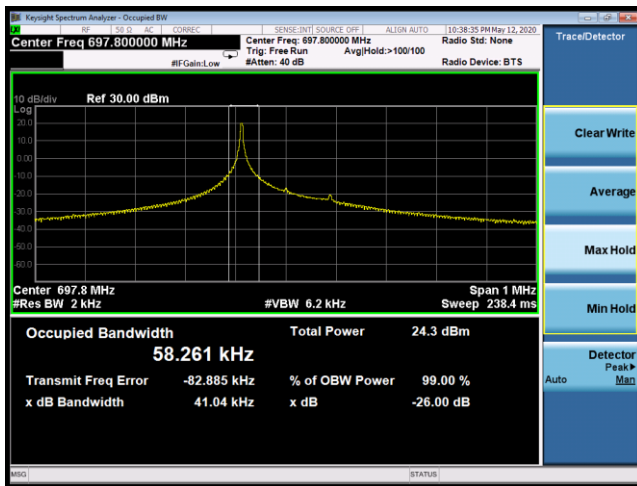 Keysight Spectrum Analyzer - Occupied BW
RF 50 Ω AC CORREC SENSE:INT SOURCE OFF ALIGN AUTO 10:38:35 PM May 12, 2020
Center Freq 697.800000 MHz
Center Freq: 697.800000 MHz
Radio Std: None
Trig: Free Run Avg|Hold:>100/100
#IFGain:Low
#Atten: 40 dB
Radio Device: BTS
Trace/Detector
10 dB/div Ref 30.00 dBm
Log
20.0
10.0
0.00
-10.0
-20.0
-30.0
-40.0
-50.0
-60.0
Center 697.8 MHz Span 1 MHz
#Res BW 2 kHz #VBW 6.2 kHz Sweep 238.4 ms
Occupied Bandwidth Total Power 24.3 dBm
58.261 kHz
Transmit Freq Error -82.885 kHz % of OBW Power 99.00 %
x dB Bandwidth 41.04 kHz x dB -26.00 dB
Clear Write
Average
Max Hold
Min Hold
Detector
Peak▶
Auto Man
MSG STATUS